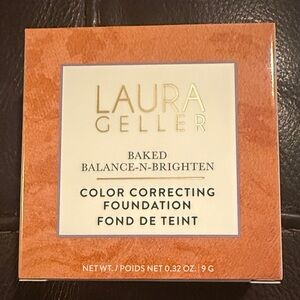 LAURA
GELLER
BAKED
BALANCE-N-BRIGHTEN
COLOR CORRECTING
FOUNDATION
FOND DE TEINT
NET WT. / POIDS NET 0.32 OZ. | 9 G